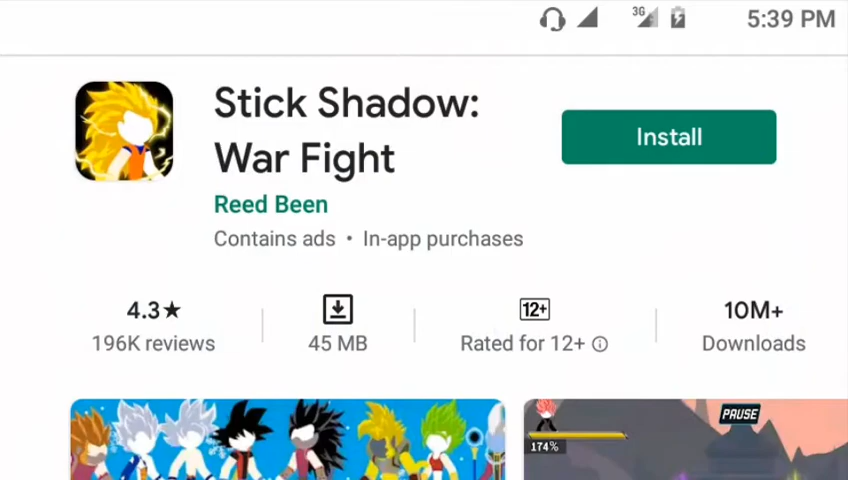 3G
5:39 PM
Stick Shadow:
War Fight
Install
Reed Been
Contains ads • In-app purchases
4.3★
12+
10M+
196K reviews
45 MB
Rated for 12+
Downloads
PAUSE
174%